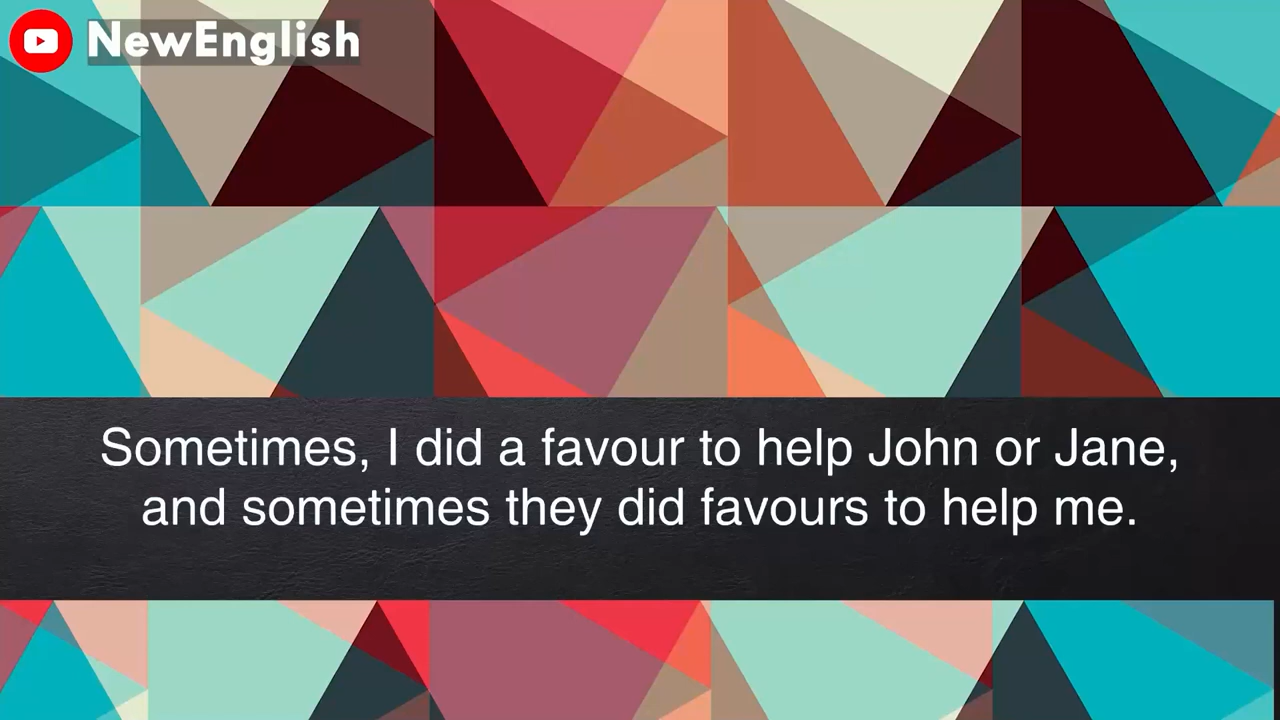 NewEnglish
Sometimes, I did a favour to help John or Jane,
and sometimes they did favours to help me.